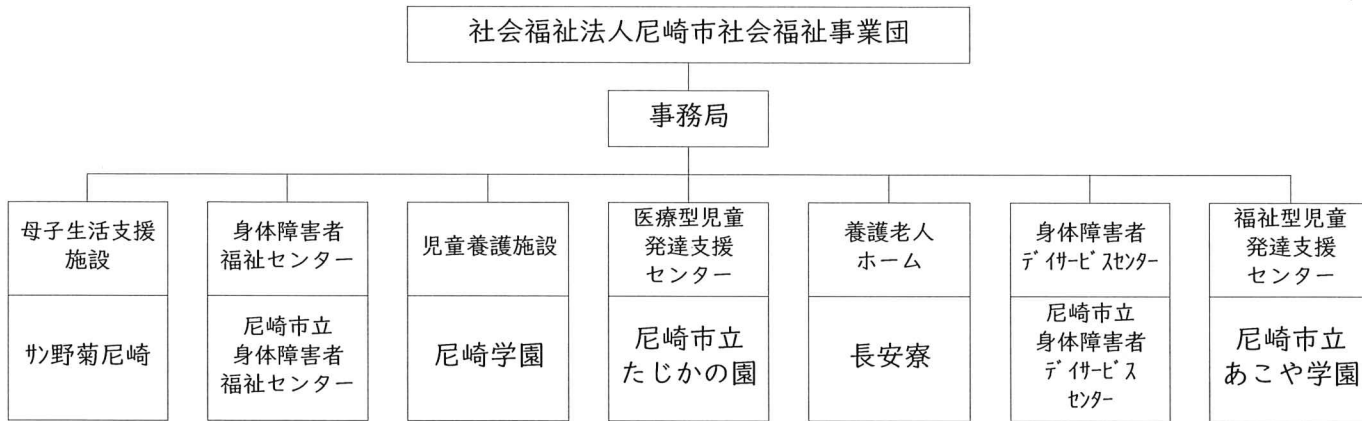 社会福祉法人尼崎市社会福祉事業団
事務局
母子生活支援
施設
サン野菊尼崎
身体障害者
福祉センター
尼崎市立
身体障害者
福祉センター
児童養護施設
尼崎学園
医療型児童
発達支援
センター
尼崎市立
たじかの園
養護老人
ホーム
長安寮
身体障害者
デイサービスセンター
尼崎市立
身体障害者
デイサービス
センター
福祉型児童
発達支援
センター
尼崎市立
あこや学園